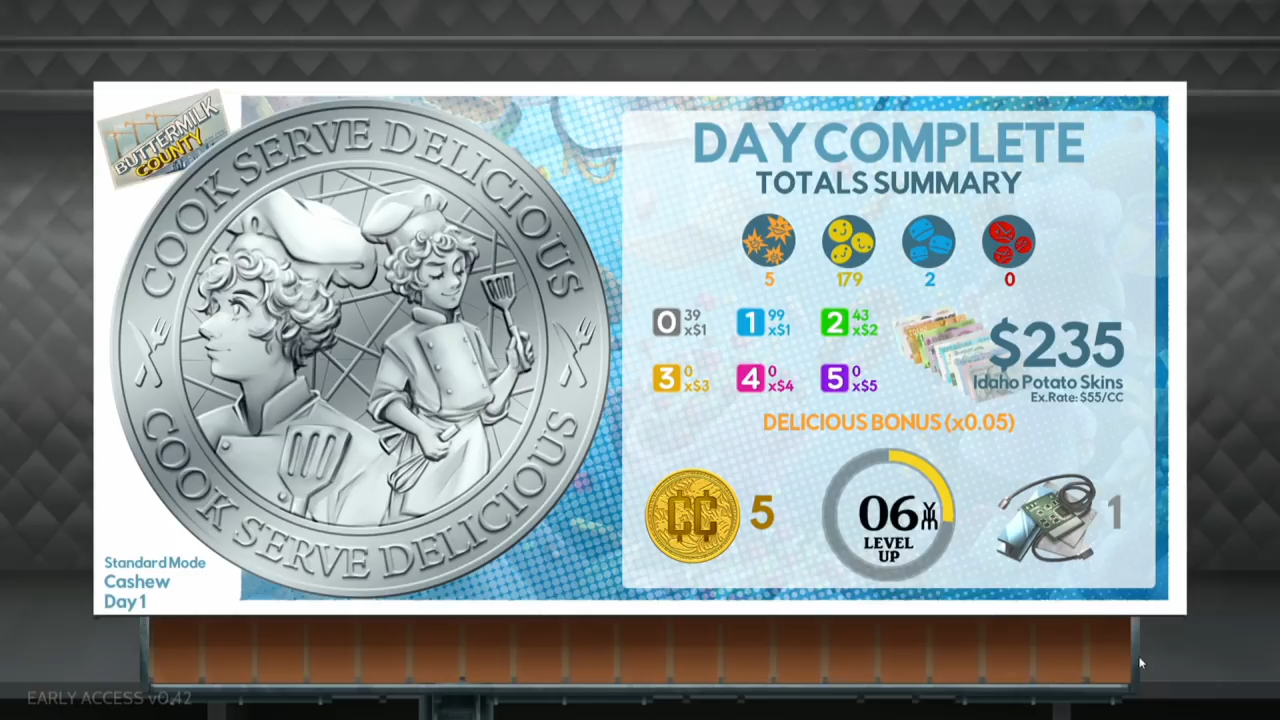 BUTTERMILK
COUNTY
COOK SERVE DELICIOUS
COOK SERVE DELICIOUS
DAY COMPLETE
TOTALS SUMMARY
5 179 2 0
0 39 x$1 1 99 x$1 2 43 x$2
3 0 x$3 4 0 x$4 5 0 x$5
$235
Idaho Potato Skins
Ex.Rate: $55/CC
DELICIOUS BONUS (x0.05)
CC 5
06
LEVEL
UP
1
Standard Mode
Cashew
Day 1
EARLY ACCESS v0.42